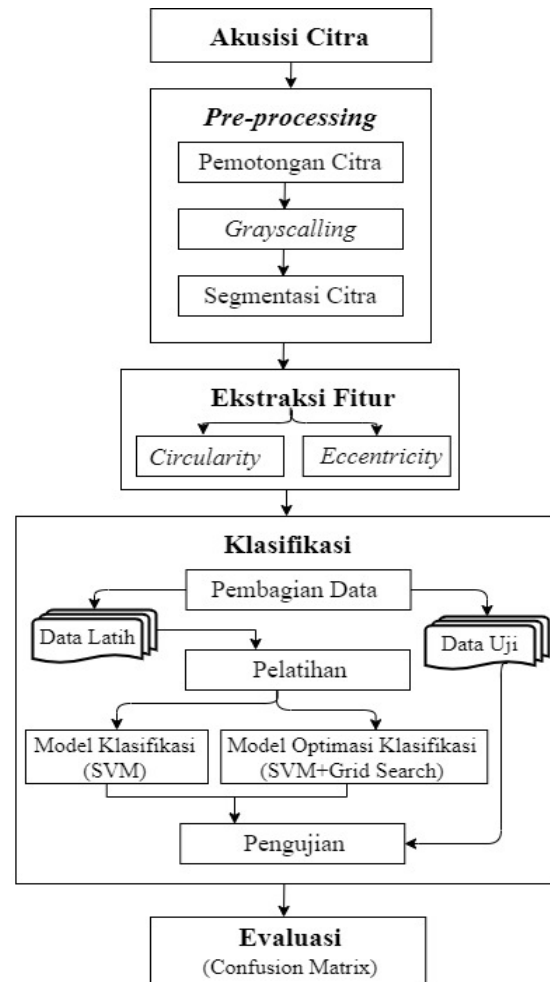 Akusisi Citra
Pre-processing
Pemotongan Citra
Grayscalling
Segmentasi Citra
Ekstraksi Fitur
Circularity
Eccentricity
Klasifikasi
Pembagian Data
Data Latih
Data Uji
Pelatihan
Model Klasifikasi
(SVM)
Model Optimasi Klasifikasi
(SVM+Grid Search)
Pengujian
Evaluasi
(Confusion Matrix)